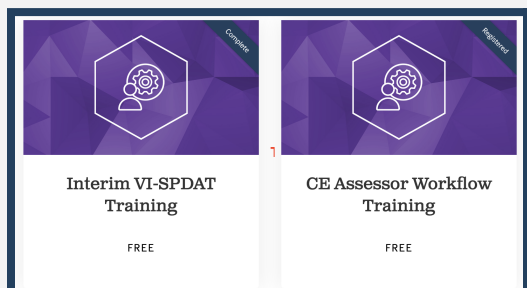 Complete
Registered
Interim VI-SPDAT
Training
CE Assessor Workflow
Training
FREE
FREE